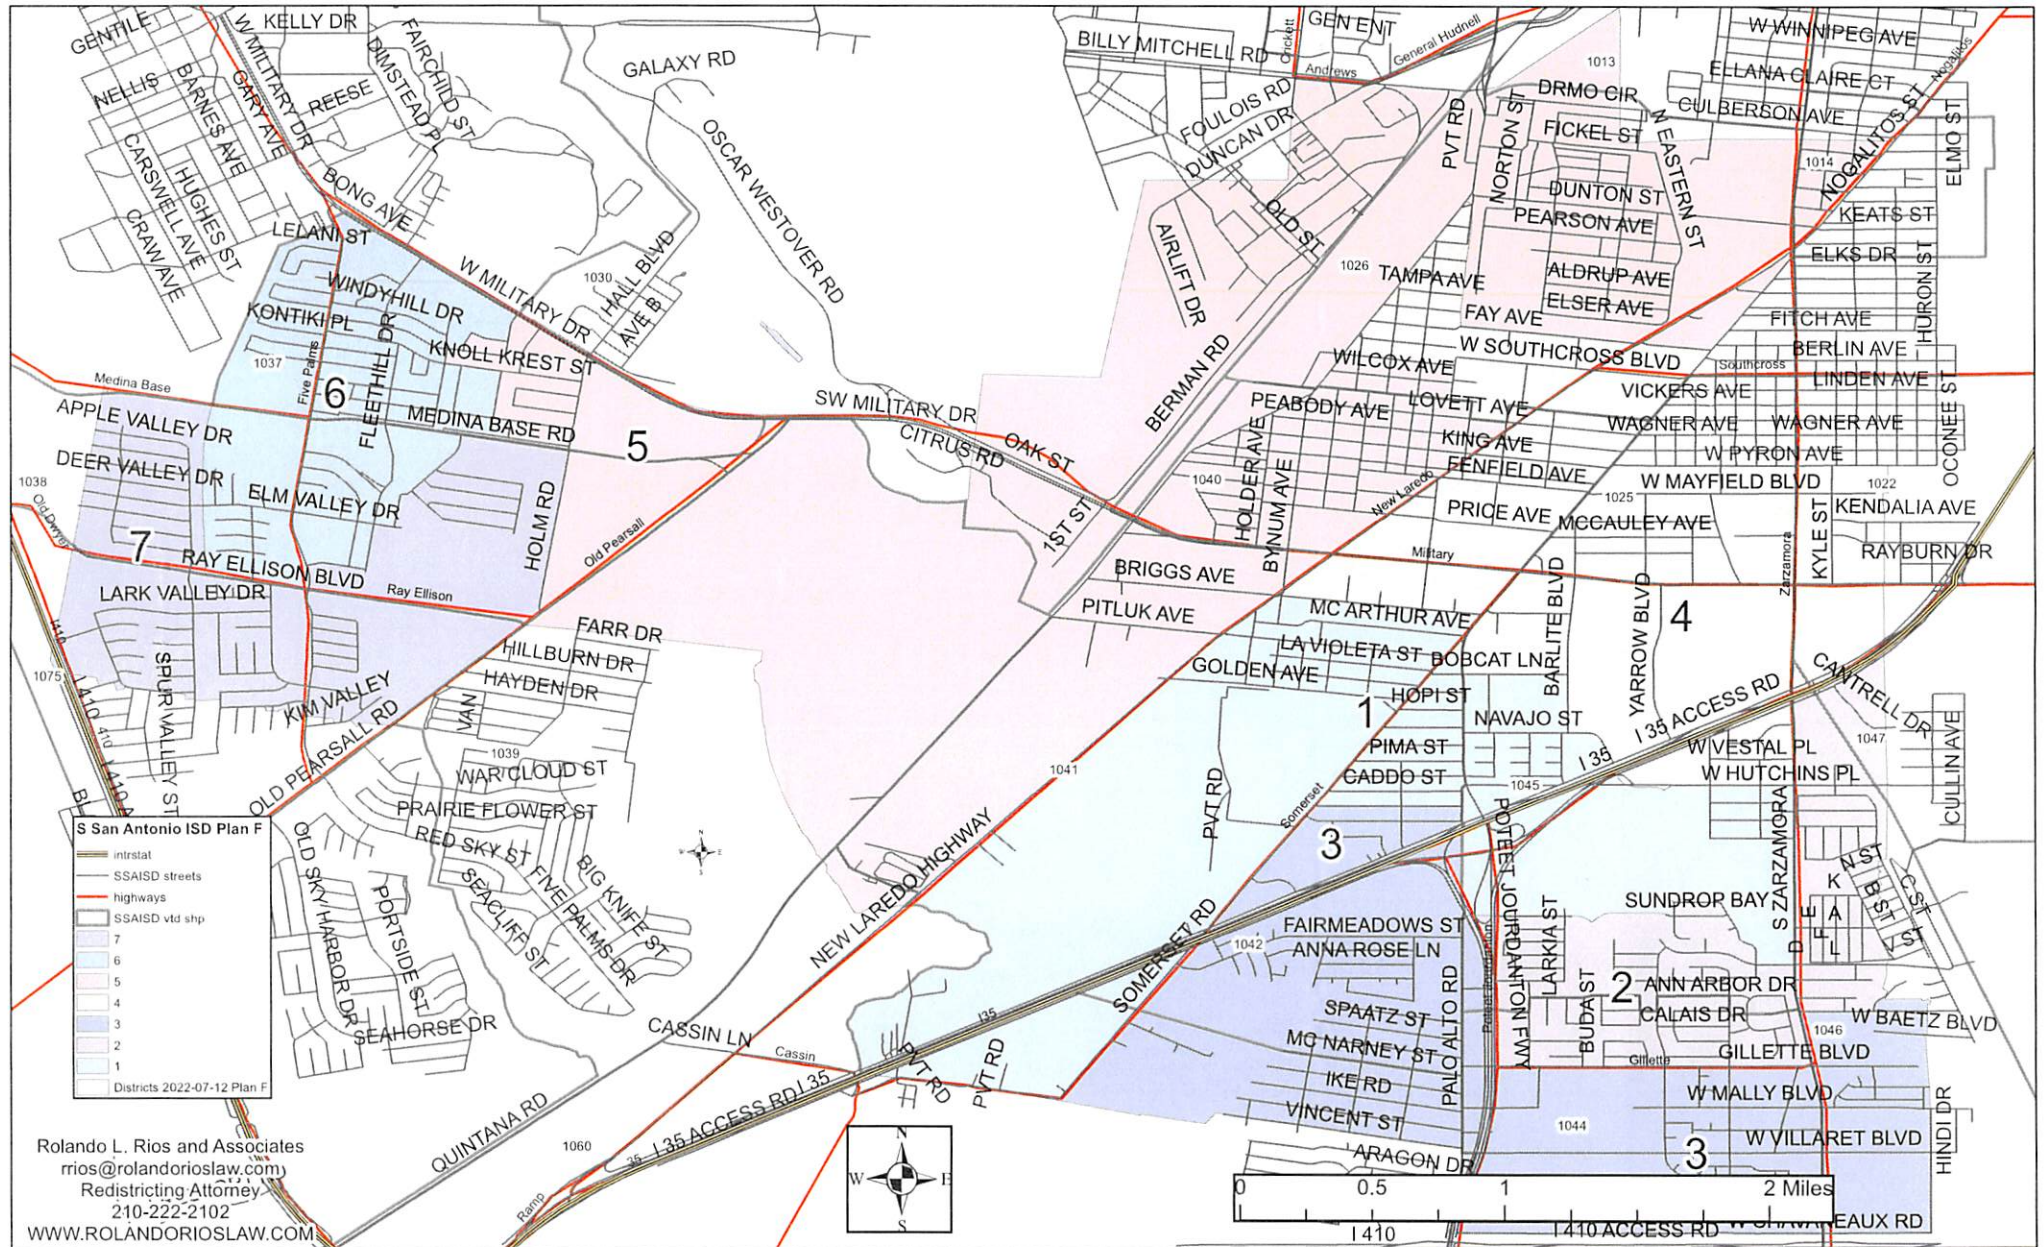 GENTILE
KELLY DR
W MILITARY DR
DIMSTEAD PL
FAIRCHILD ST
GALAXY RD
BILLY MITCHELL RD
Crickett
GEN ENT
General Hudnell
W WINNIPEG AVE
Nogalitos
NELLIS
BARNES AVE
GARY AVE
REESE
Andrews
1013
ELLANA CLAIRE CT
DRMO CIR
CULBERSON AVE
NOGALITOS ST
ELMO ST
FOULOIS RD
DUNCAN DR
PVT RD
NORTON ST
FICKEL ST
N EASTERN ST
1014
CARSWELL AVE
HUGHES ST
CRAW AVE
BONG AVE
OSCAR WESTOVER RD
DUNTON ST
PEARSON AVE
KEATS ST
LELANI ST
OLD ST
AIRLIFT DR
ELKS DR
HURON ST
W MILITARY DR
1030
HALL BLVD
AVE B
1026
TAMPA AVE
ALDRUP AVE
ELSER AVE
WINDYHILL DR
KONTIKI PL
FAY AVE
FITCH AVE
KNOLL KREST ST
FLEETHILL DR
BERMAN RD
W SOUTHCROSS BLVD
BERLIN AVE
1037
Five Palms
6
WILCOX AVE
Southcross
LINDEN AVE
Medina Base
VICKERS AVE
OCONEE ST
APPLE VALLEY DR
MEDINA BASE RD
5
SW MILITARY DR
CITRUS RD
OAK ST
PEABODY AVE
LOVETT AVE
WAGNER AVE
WAGNER AVE
KING AVE
W PYRON AVE
DEER VALLEY DR
FENFIELD AVE
1038
Old Dwyer
ELM VALLEY DR
HOLM RD
1040
HOLDER AVE
BYNUM AVE
New Laredo
W MAYFIELD BLVD
1022
1025
KENDALIA AVE
PRICE AVE
MCCAULEY AVE
KYLE ST
7
RAY ELLISON BLVD
Old Pearsall
1ST ST
Military
Zarzamora
RAYBURN DR
BRIGGS AVE
LARK VALLEY DR
Ray Ellison
PITLUK AVE
MC ARTHUR AVE
BARLITE BLVD
YARROW BLVD
4
I 410
FARR DR
HILLBURN DR
LA VIOLETA ST
BOBCAT LN
GOLDEN AVE
CANTRELL DR
1075
SPUR VALLEY ST
KIM VALLEY
HAYDEN DR
HOPI ST
I 35 ACCESS RD
I 410
VAN
1
NAVAJO ST
410
1039
PIMA ST
I 35
W VESTAL PL
1047
WAR CLOUD ST
CADDO ST
1045
W HUTCHINS PL
I 410 A
OLD PEARSALL RD
1041
PVT RD
Somerset
CULLIN AVE
PRAIRIE FLOWER ST
NEW LAREDO HIGHWAY
3
POTEET JOURDANTON FWY
S ZARZAMORA
S San Antonio ISD Plan F
intrstat
SSAISD streets
highways
SSAISD vtd shp
7
6
5
4
3
2
1
Districts 2022-07-12 Plan F
OLD SKY HARBOR DR
RED SKY ST
BIG KNIFE ST
FIVE PALMS DR
SEACLIFF ST
PORTSIDE ST
N ST
B ST
C ST
V ST
D E F K A L
SUNDROP BAY
SOMERSET RD
FAIRMEADOWS ST
1042
ANNA ROSE LN
LARKIA ST
ANN ARBOR DR
2
BUDA ST
CALAIS DR
PALO ALTO RD
SEAHORSE DR
CASSIN LN
I35
SPAATZ ST
1046
W BAETZ BLVD
Cassin
PVT RD
PVT RD
MC NARNEY ST
Gillette
GILLETTE BLVD
IKE RD
W MALLY BLVD
QUINTANA RD
I 35 ACCESS RD
I 35
VINCENT ST
1044
HINDI DR
W VILLARET BLVD
1060
35
N
W E
S
ARAGON DR
3
Ramp
0 0.5 1 2 Miles
I 410
I 410 ACCESS RD
Rolando L. Rios and Associates
rrios@rolandorioslaw.com
Redistricting Attorney
210-222-2102
WWW.ROLANDORIOSLAW.COM